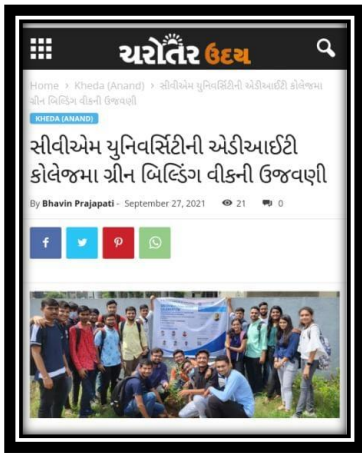 ચરોતર ઉદય
Home > Kheda (Anand) > સીવીએમ યુનિવર્સિટીની એડીઆઈટી કોલેજમા
ગ્રીન બિલ્ડિંગ વીકની ઉજવણી
KHEDA (ANAND)
સીવીએમ યુનિવર્સિટીની એડીઆઈટી
કોલેજમા ગ્રીન બિલ્ડિંગ વીકની ઉજવણી
By Bhavin Prajapati - September 27, 2021 21 0